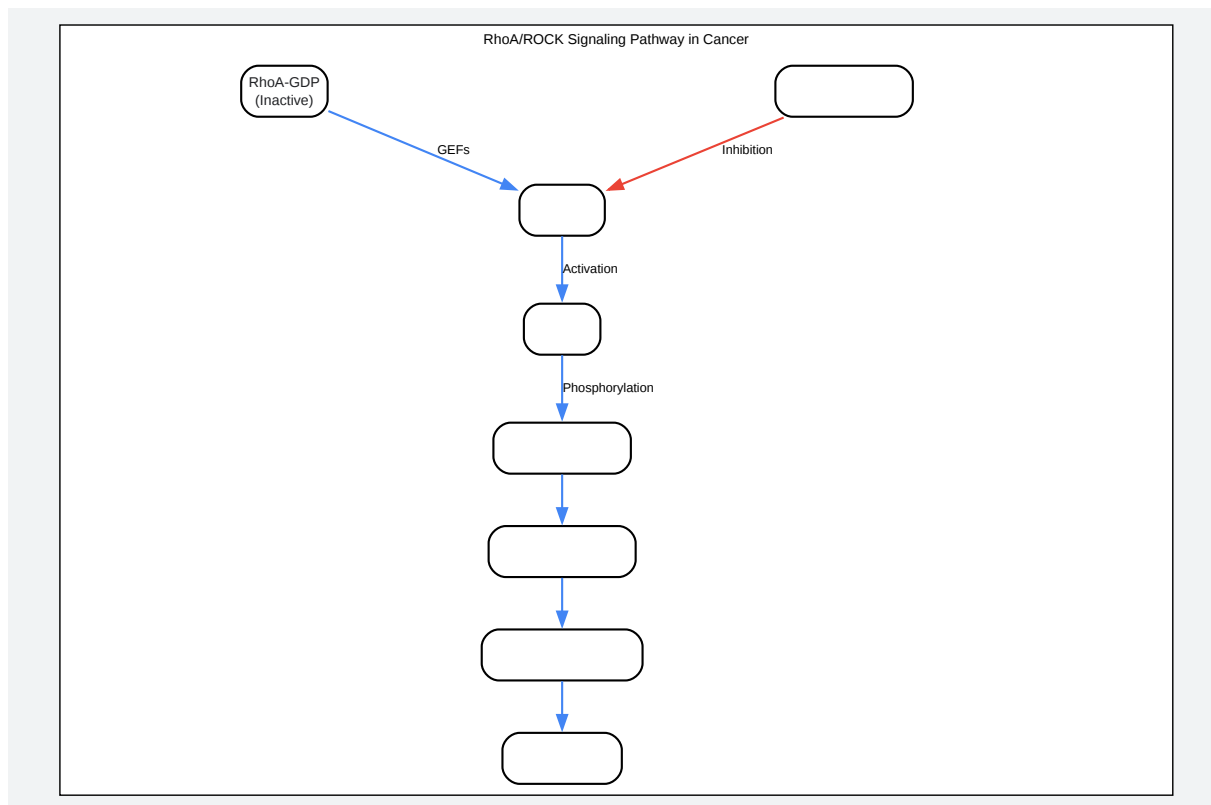 RhoA/ROCK Signaling Pathway in Cancer
RhoA-GDP
(Inactive)
GEFs
Inhibition
Activation
Phosphorylation